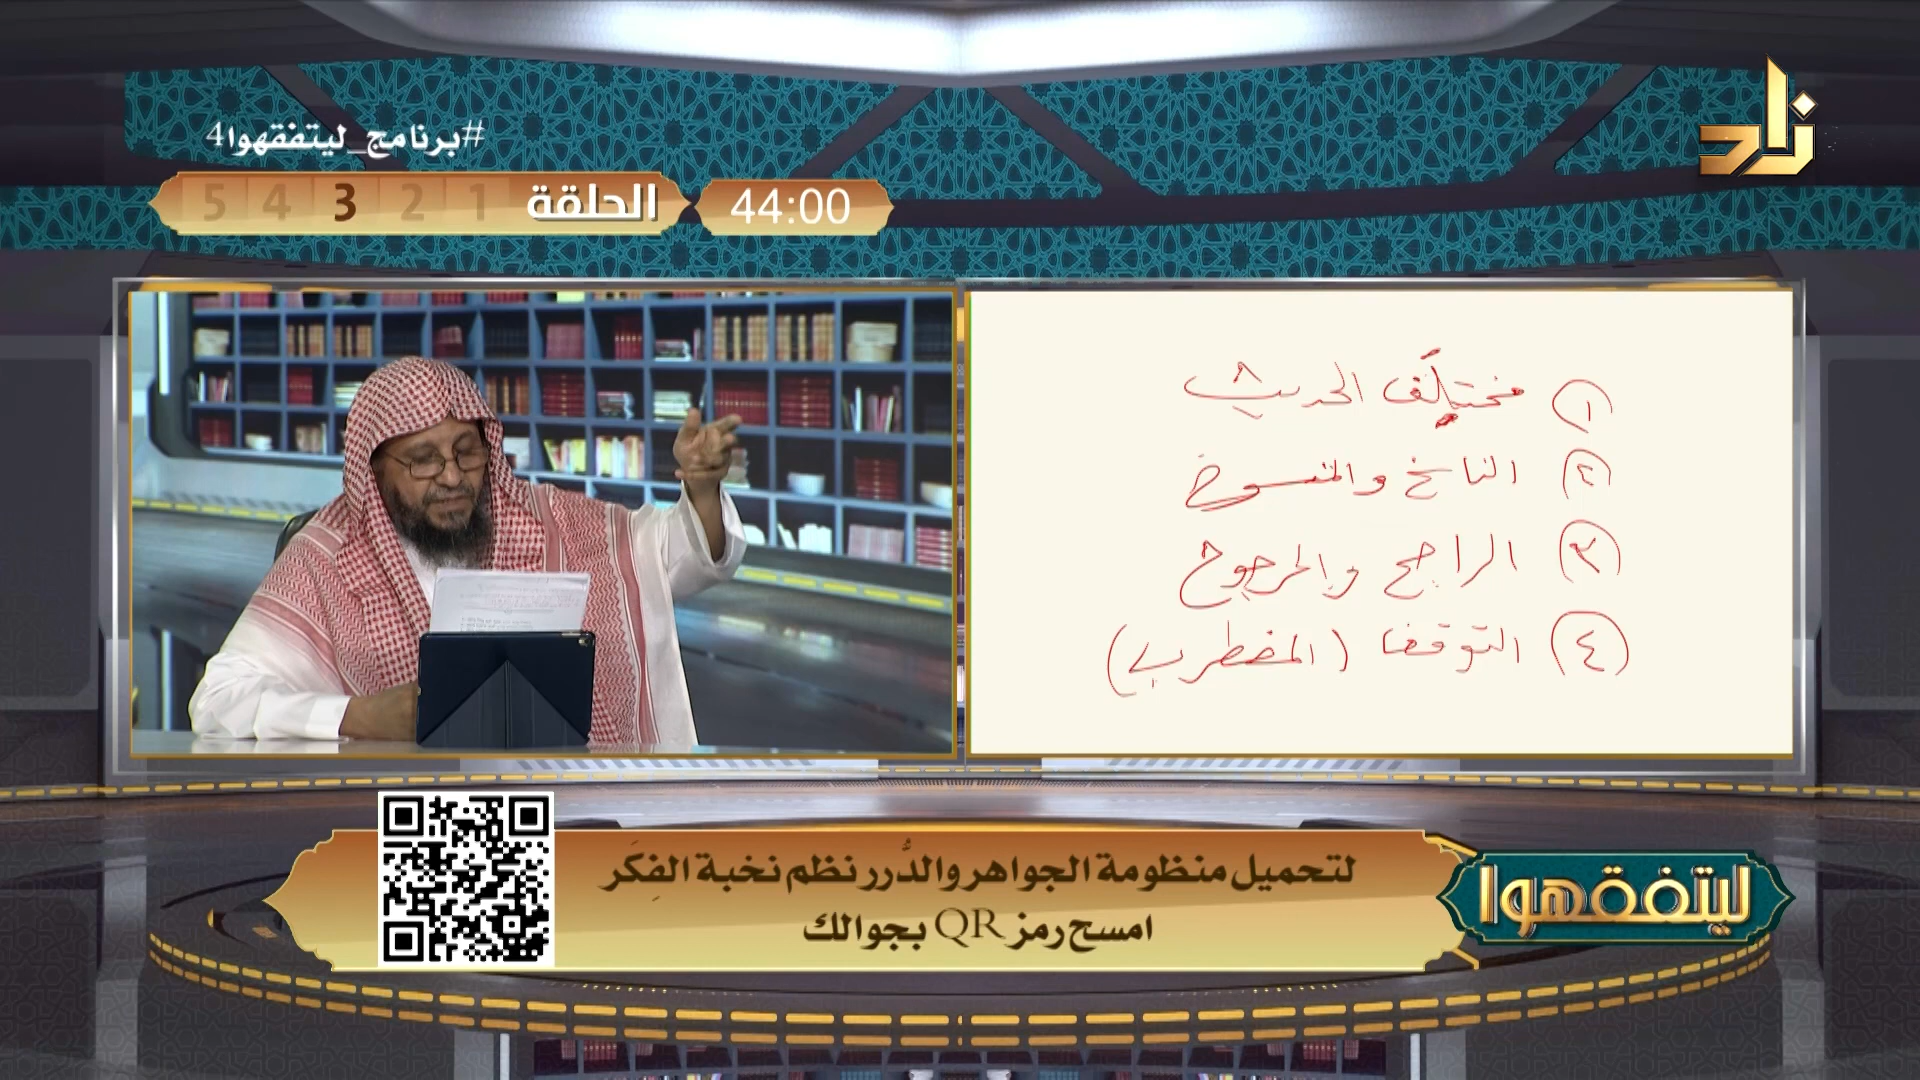 زاد
#برنامج_ليتفقهوا4
الحلقة 1 2 3 4 5
44:00
١ مختلف الحديث
٢ الناسخ والمنسوخ
٣ الراجح والمرجوح
٤ التوقف (المضطرب)
لتحميل منظومة الجواهر والدُّرر نظم نخبة الفِكَر
امسح رمز QR بجوالك
ليتفقهوا